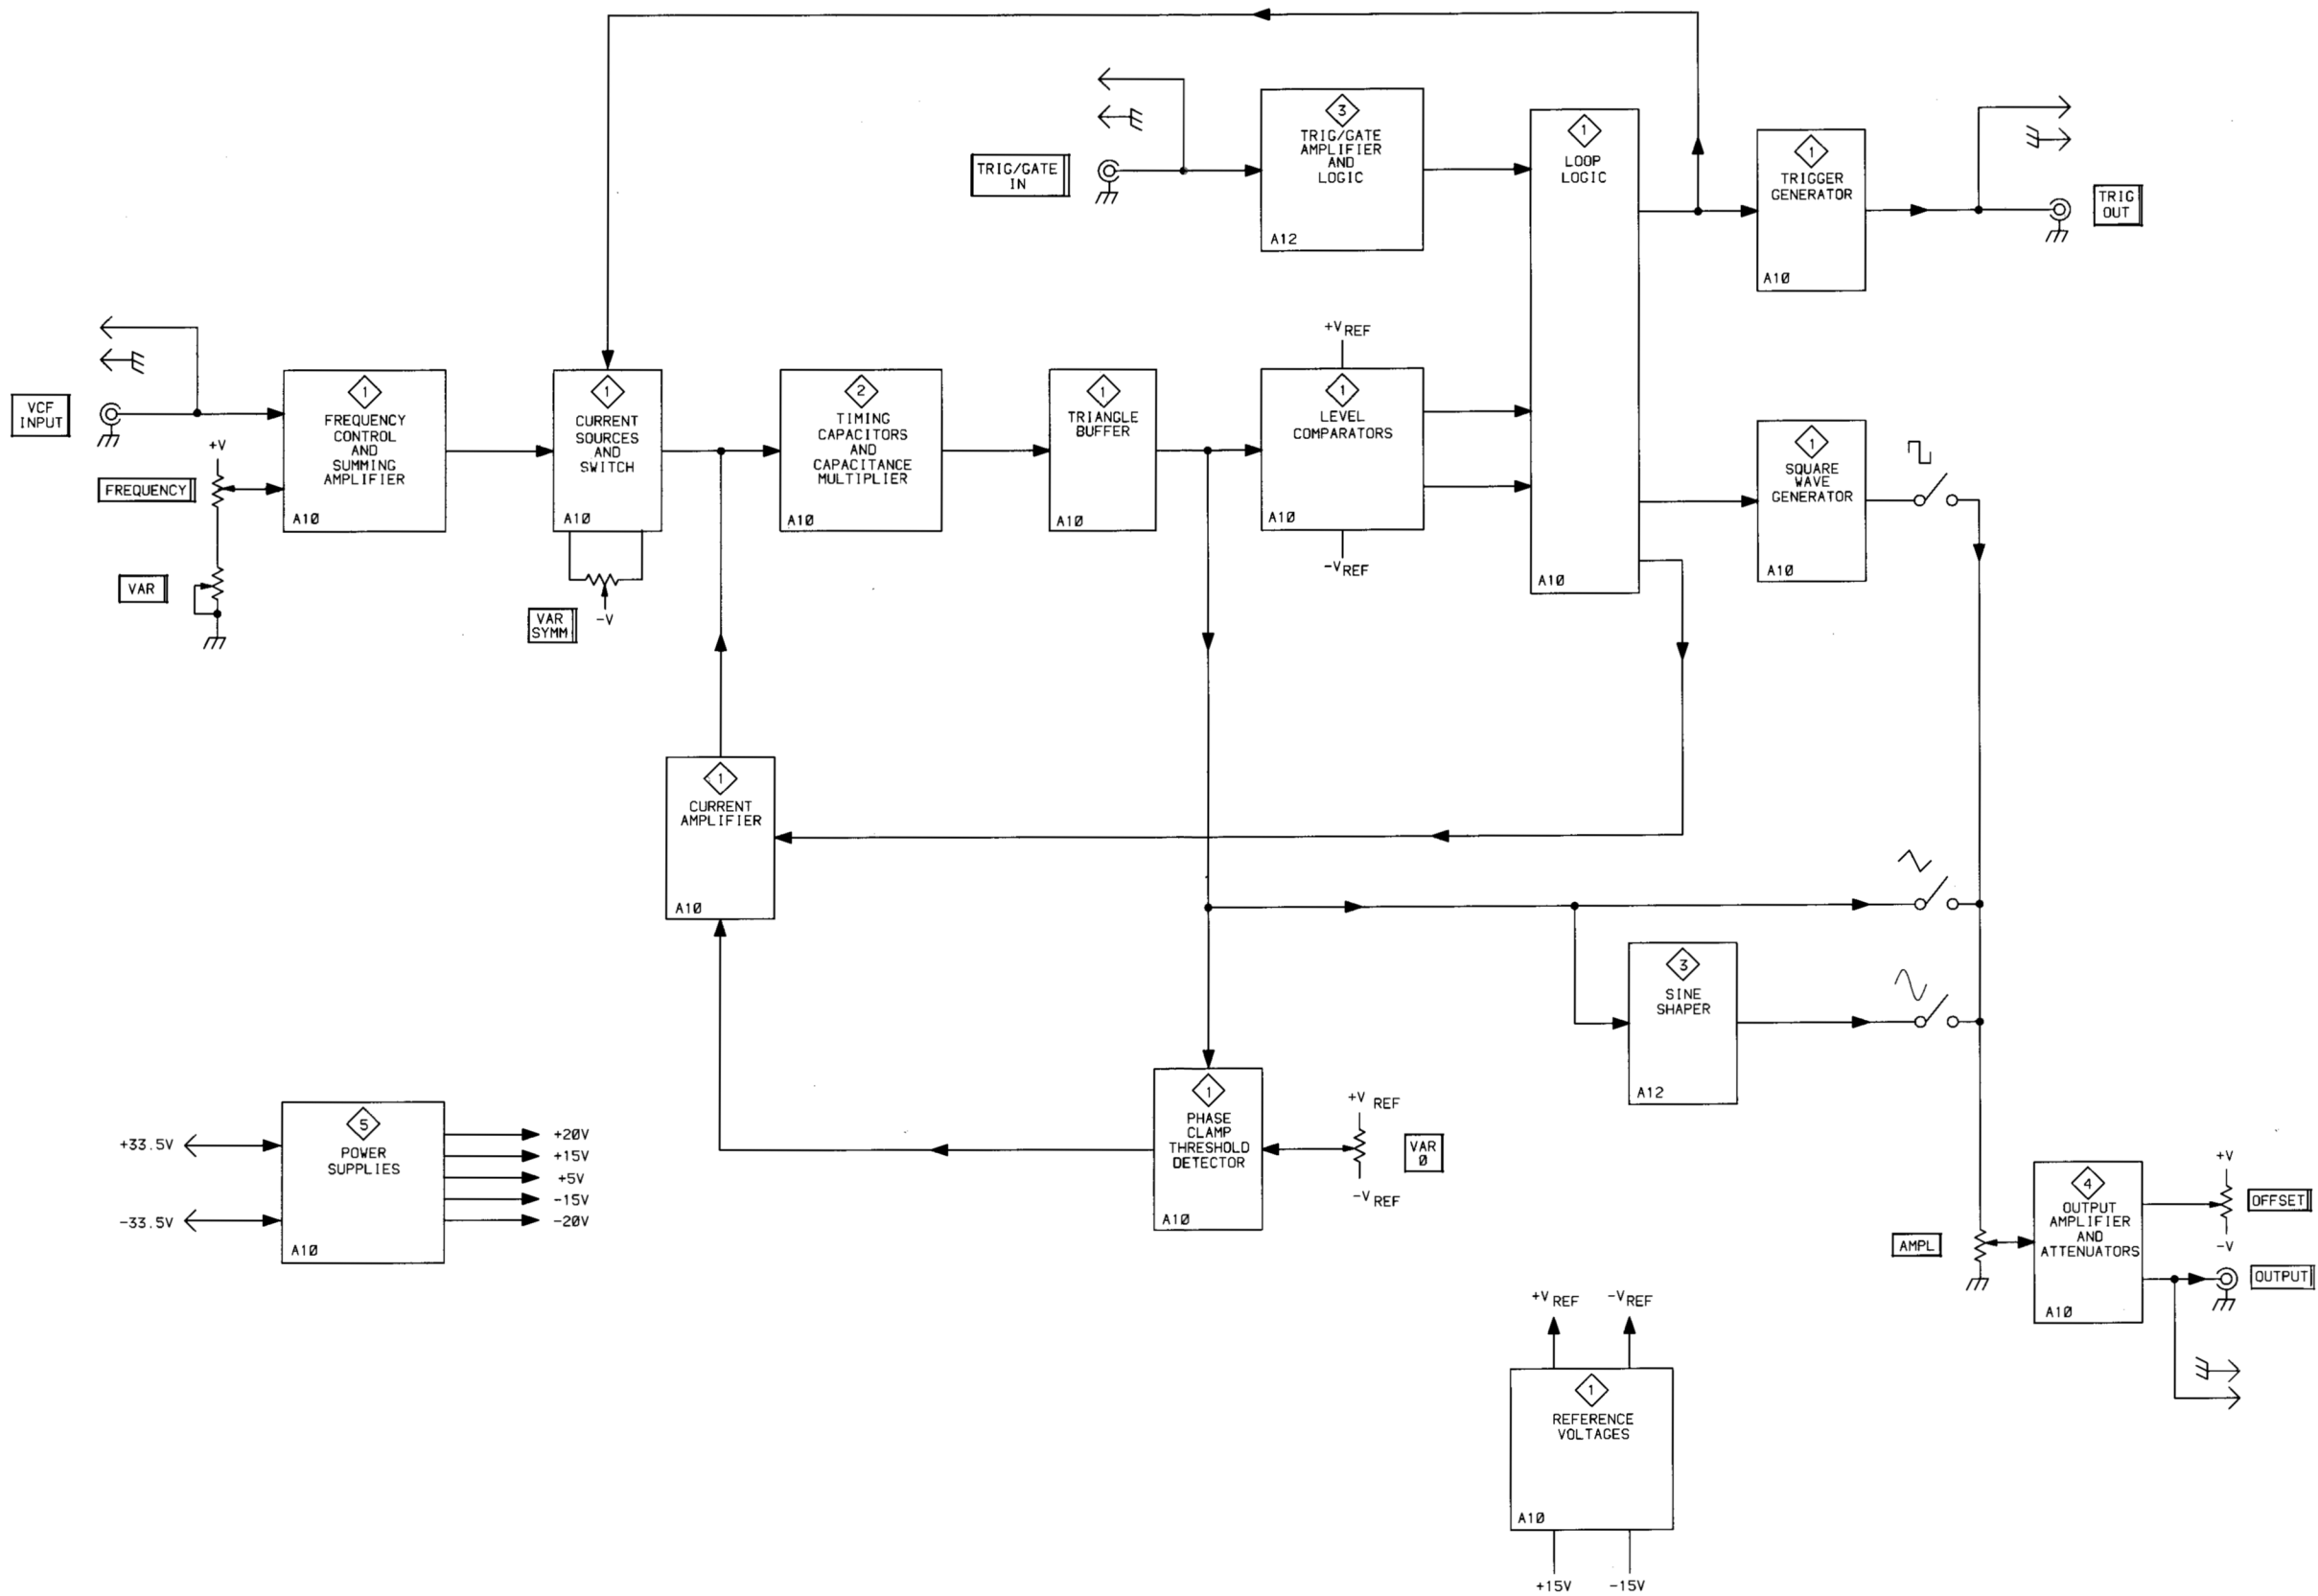 3
TRIG/GATE
AMPLIFIER
AND
LOGIC
A12
TRIG/GATE
IN
1
LOOP
LOGIC
A10
1
TRIGGER
GENERATOR
A10
TRIG
OUT
VCF
INPUT
+V
FREQUENCY
VAR
1
FREQUENCY
CONTROL
AND
SUMMING
AMPLIFIER
A10
1
CURRENT
SOURCES
AND
SWITCH
A10
VAR
SYMM
-V
2
TIMING
CAPACITORS
AND
CAPACITANCE
MULTIPLIER
A10
1
TRIANGLE
BUFFER
A10
+VREF
1
LEVEL
COMPARATORS
A10
-VREF
1
SQUARE
WAVE
GENERATOR
A10
1
CURRENT
AMPLIFIER
A10
3
SINE
SHAPER
A12
+33.5V
-33.5V
5
POWER
SUPPLIES
A10
+20V
+15V
+5V
-15V
-20V
1
PHASE
CLAMP
THRESHOLD
DETECTOR
A10
+V REF
VAR
Ø
-VREF
AMPL
4
OUTPUT
AMPLIFIER
AND
ATTENUATORS
A10
+V
OFFSET
-V
OUTPUT
+VREF -VREF
1
REFERENCE
VOLTAGES
A10
+15V -15V